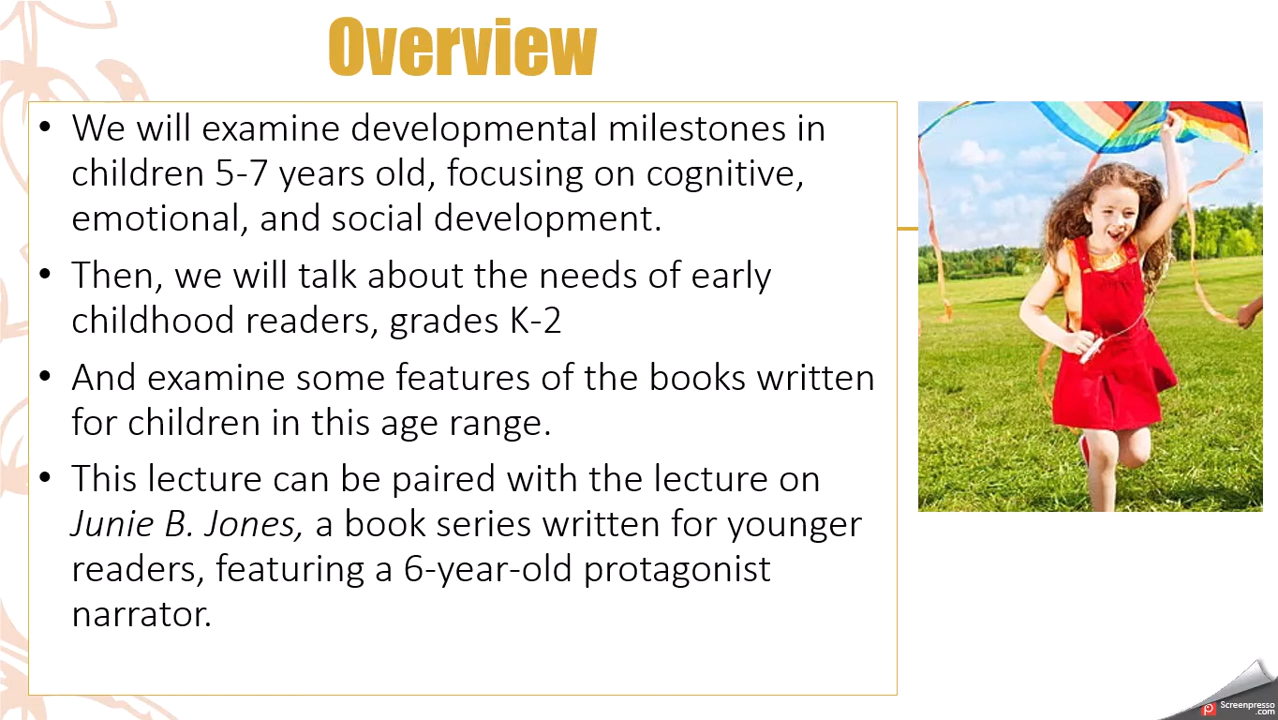 Overview
• We will examine developmental milestones in
children 5-7 years old, focusing on cognitive,
emotional, and social development.
• Then, we will talk about the needs of early
childhood readers, grades K-2
• And examine some features of the books written
for children in this age range.
• This lecture can be paired with the lecture on
Junie B. Jones, a book series written for younger
readers, featuring a 6-year-old protagonist
narrator.
Screenpresso
.com